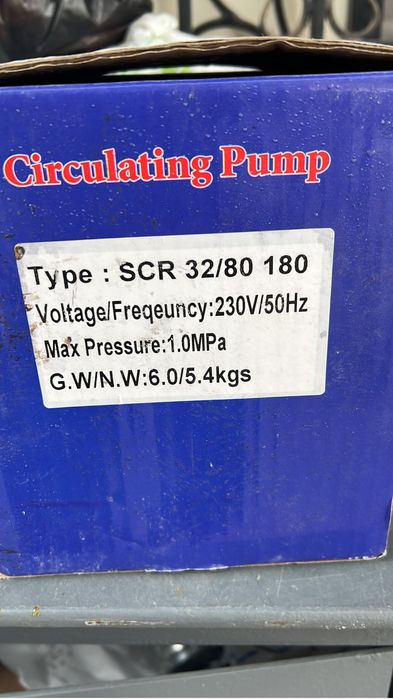 Circulating Pump
Type : SCR 32/80 180
Voltage/Freqeuncy:230V/50Hz
Max Pressure:1.0MPa
G.W/N.W:6.0/5.4kgs